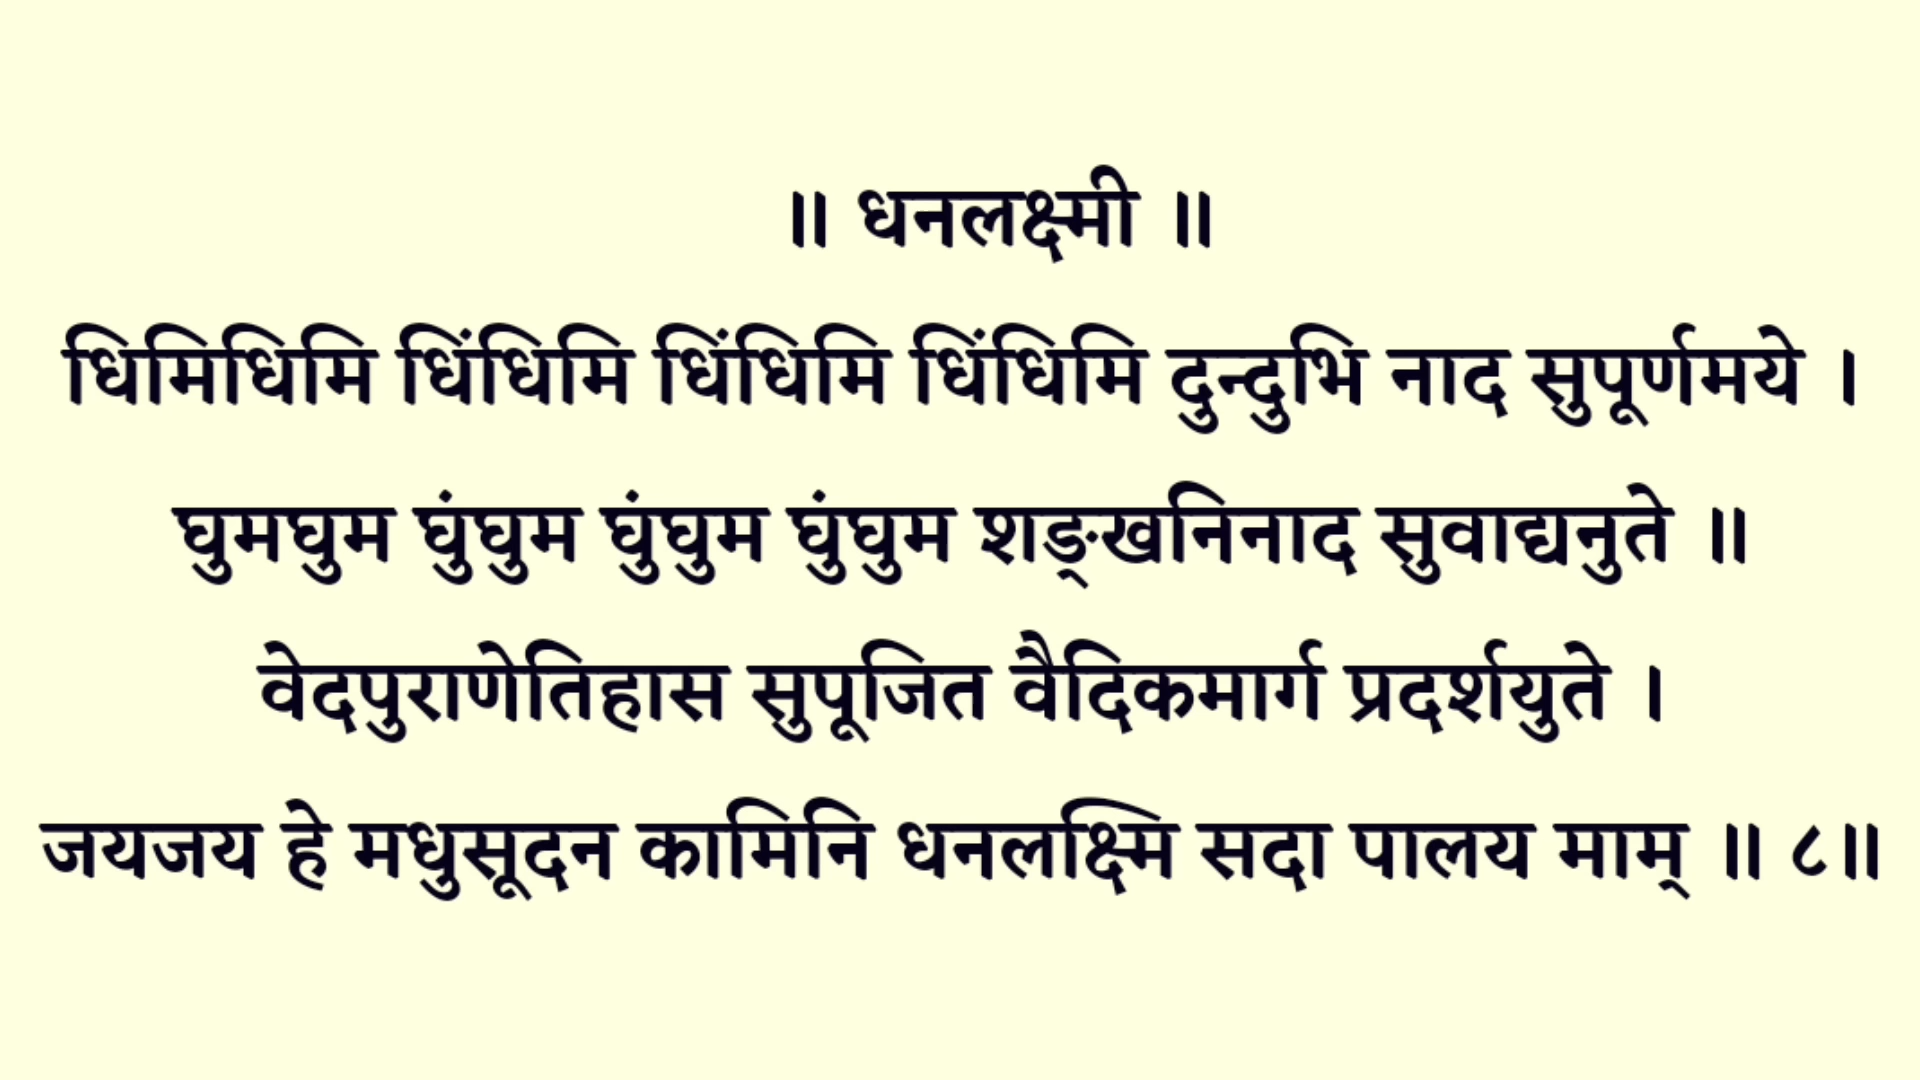 ॥ धनलक्ष्मी ॥
धिमिधिमि धिंधिमि धिंधिमि धिंधिमि दुन्दुभि नाद सुपूर्णमये ।
घुमघुम घुंघुम घुंघुम घुंघुम शङ्खनिनाद सुवाद्यनुते ॥
वेदपुराणेतिहास सुपूजित वैदिकमार्ग प्रदर्शयुते ।
जयजय हे मधुसूदन कामिनि धनलक्ष्मि सदा पालय माम् ॥ ८॥